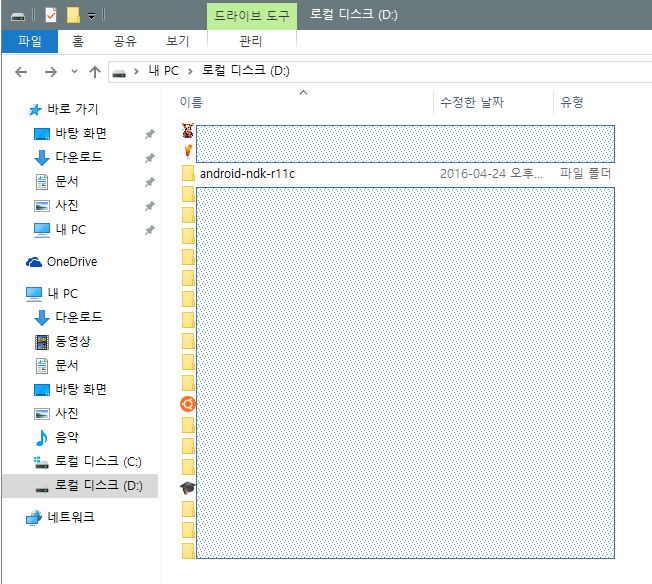 드라이브 도구
로컬 디스크 (D:)
파일
홈
공유
보기
관리
내 PC
로컬 디스크 (D:)
이름
수정한 날짜
유형
바로 가기
바탕 화면
다운로드
문서
사진
내 PC
OneDrive
내 PC
다운로드
동영상
문서
바탕 화면
사진
음악
로컬 디스크 (C:)
로컬 디스크 (D:)
네트워크
android-ndk-r11c
2016-04-24 오후...
파일 폴더